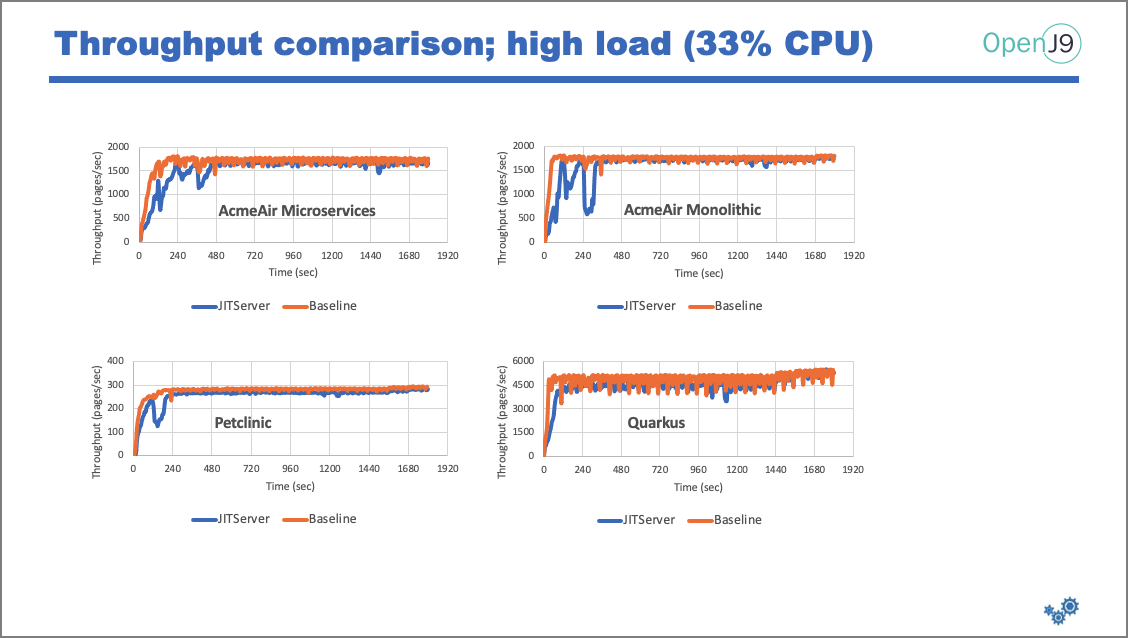 Throughput comparison; high load (33% CPU)
OpenJ9
Throughput (pages/sec)
2000
1500
1000
500
0
AcmeAir Microservices
0 240 480 720 960 1200 1440 1680 1920
Time (sec)
JITServer Baseline
Throughput (pages/sec)
2000
1500
1000
500
0
AcmeAir Monolithic
0 240 480 720 960 1200 1440 1680 1920
Time (sec)
JITServer Baseline
Throughput (pages/sec)
400
300
200
100
0
Petclinic
0 240 480 720 960 1200 1440 1680 1920
Time (sec)
JITServer Baseline
Throughput (pages/sec)
6000
4500
3000
1500
0
Quarkus
0 240 480 720 960 1200 1440 1680 1920
Time (sec)
JITServer Baseline